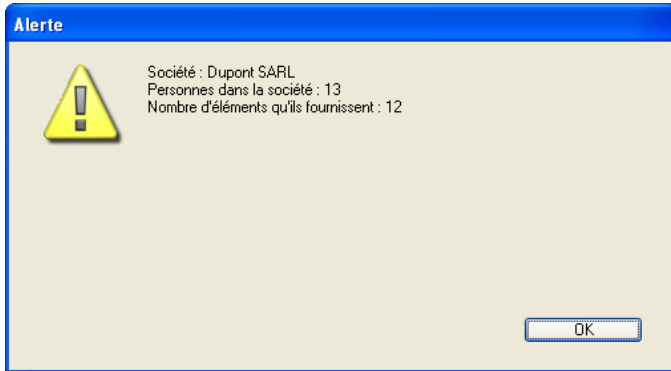 Alerte
Société : Dupont SARL
Personnes dans la société : 13
Nombre d'éléments qu'ils fournissent : 12
OK